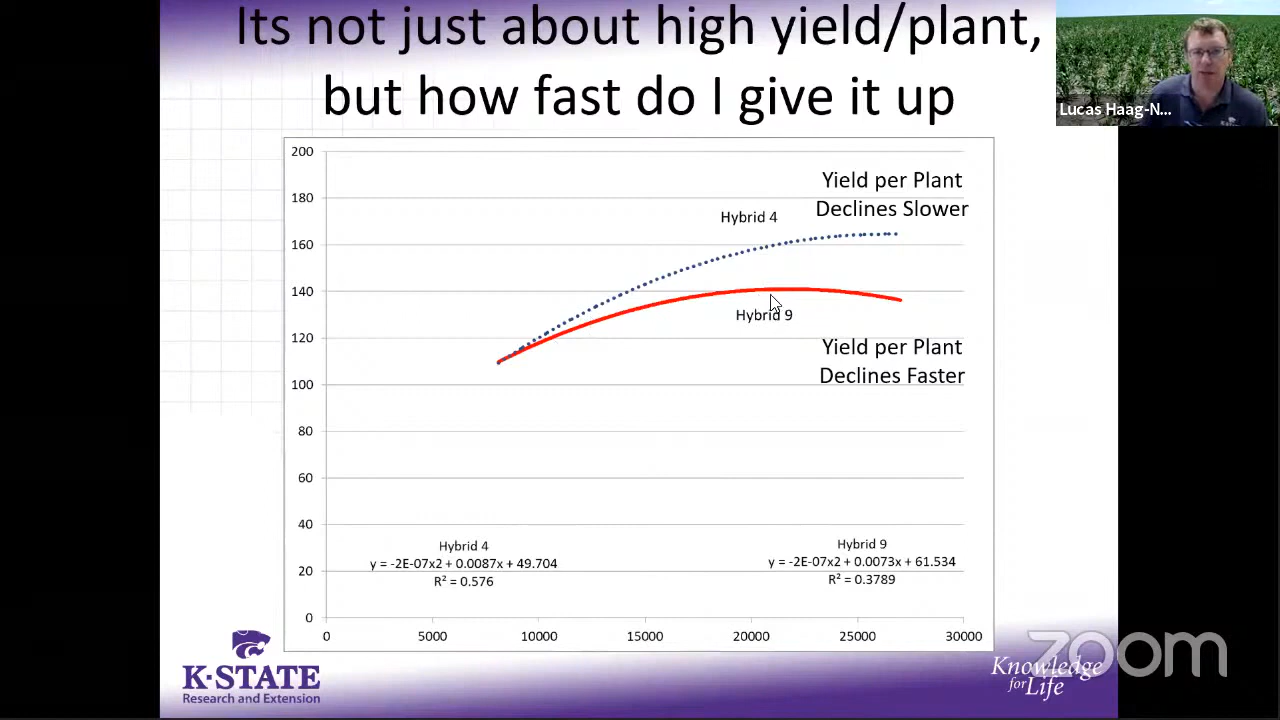 Its not just about high yield/plant,
but how fast do I give it up
Lucas Haag-N...
200
180
160
140
120
100
80
60
40
20
0
Yield per Plant
Declines Slower
Hybrid 4
Hybrid 9
Yield per Plant
Declines Faster
Hybrid 4
y = -2E-07x2 + 0.0087x + 49.704
R² = 0.576
Hybrid 9
y = -2E-07x2 + 0.0073x + 61.534
R² = 0.3789
0 5000 10000 15000 20000 25000 30000
K-STATE
Research and Extension
Knowledge
for Life
zoom